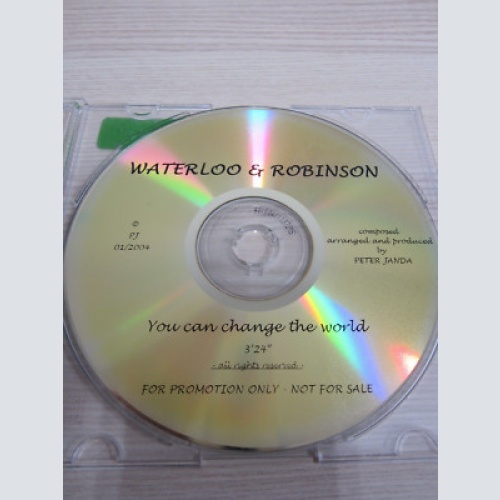 WATERLOO & ROBINSON
©
PJ
01/2004
composed
arranged and produced
by
PETER JANDA
You can change the world
3'24"
- all rights reserved -
FOR PROMOTION ONLY - NOT FOR SALE